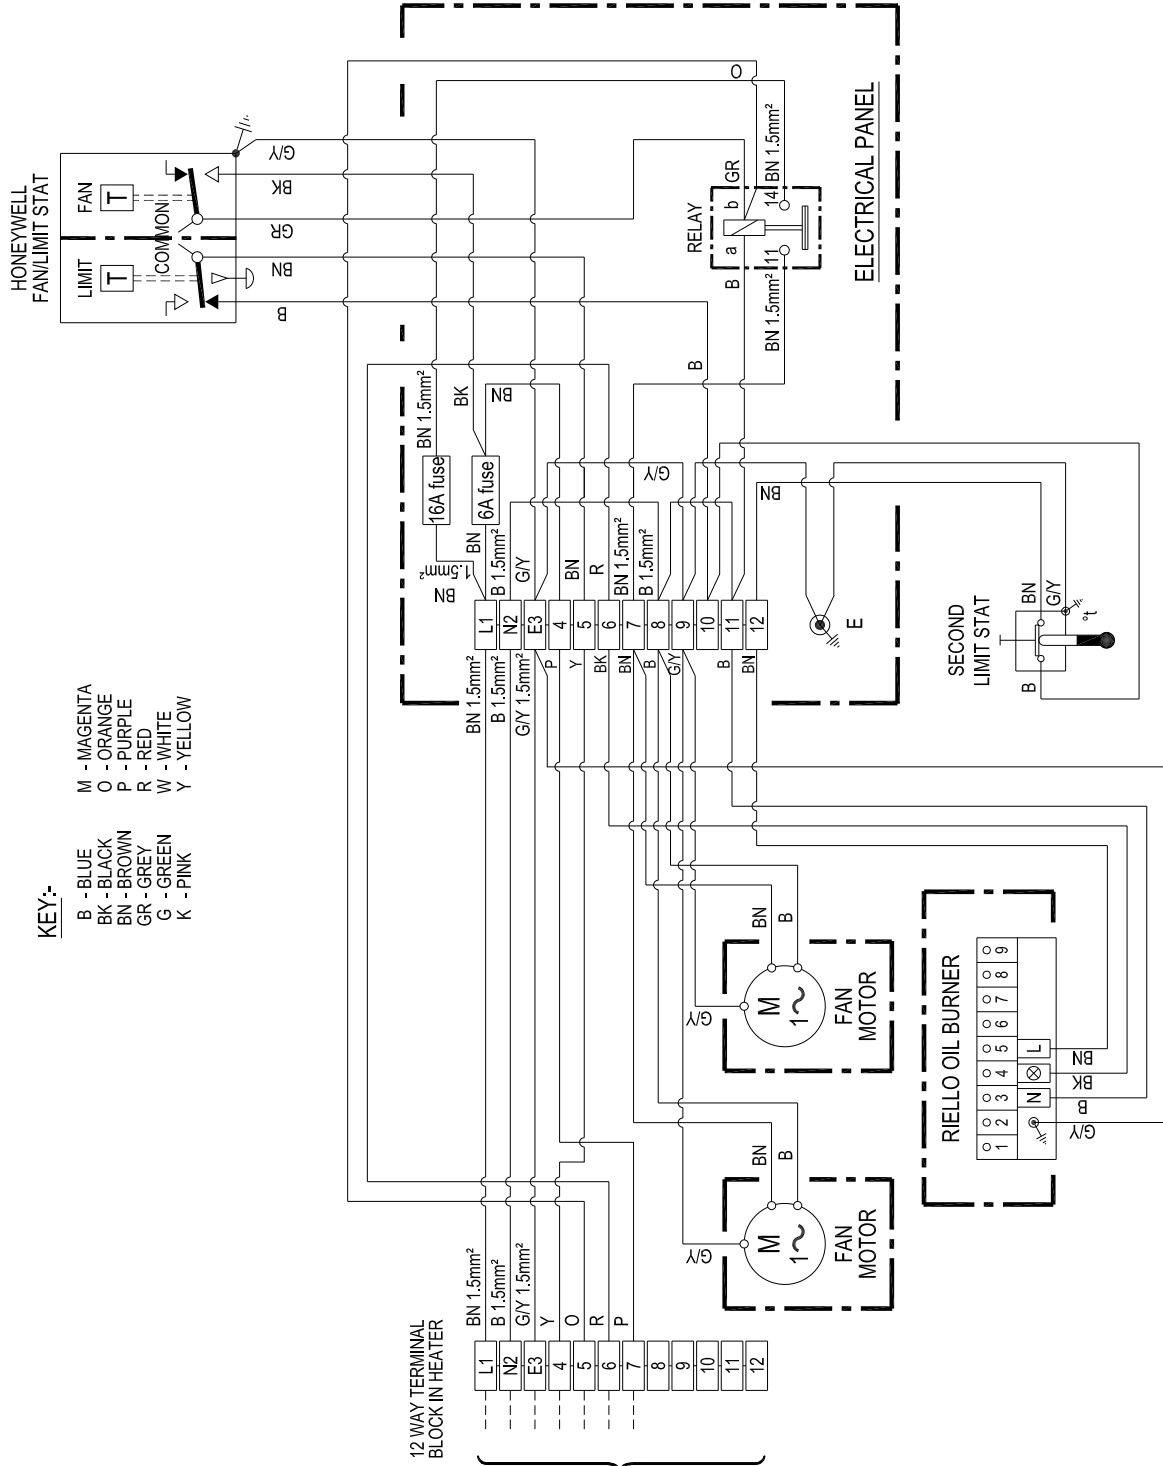 KEY:-
B - BLUE
BK - BLACK
BN - BROWN
GR - GREY
G - GREEN
K - PINK
M - MAGENTA
O - ORANGE
P - PURPLE
R - RED
W - WHITE
Y - YELLOW
HONEYWELL
FAN/LIMIT STAT
LIMIT
FAN
T
T
COMMON
B
BN
GR
BK
G/Y
ELECTRICAL PANEL
RELAY
a
b
11
14
B
GR
BN 1.5mm²
BN 1.5mm²
O
B
BN 1.5mm²
BK
BN
16A fuse
6A fuse
G/Y
BN
BN
1.5mm²
BN
B 1.5mm²
G/Y
BN
R
BN 1.5mm²
B 1.5mm²
L1
N2
E3
4
5
6
7
8
9
10
11
12
BN 1.5mm²
B 1.5mm²
G/Y 1.5mm²
P
Y
BK
BN
B
G/Y
B
BN
E
SECOND
LIMIT STAT
B
BN
G/Y
t°
FAN
MOTOR
M
1
BN
B
G/Y
FAN
MOTOR
M
1
BN
B
G/Y
RIELLO OIL BURNER
1
2
3
4
5
6
7
8
9
N
L
G/Y
B
BK
BN
12 WAY TERMINAL
BLOCK IN HEATER
BN 1.5mm²
B 1.5mm²
G/Y 1.5mm²
Y
O
R
P
L1
N2
E3
4
5
6
7
8
9
10
11
12